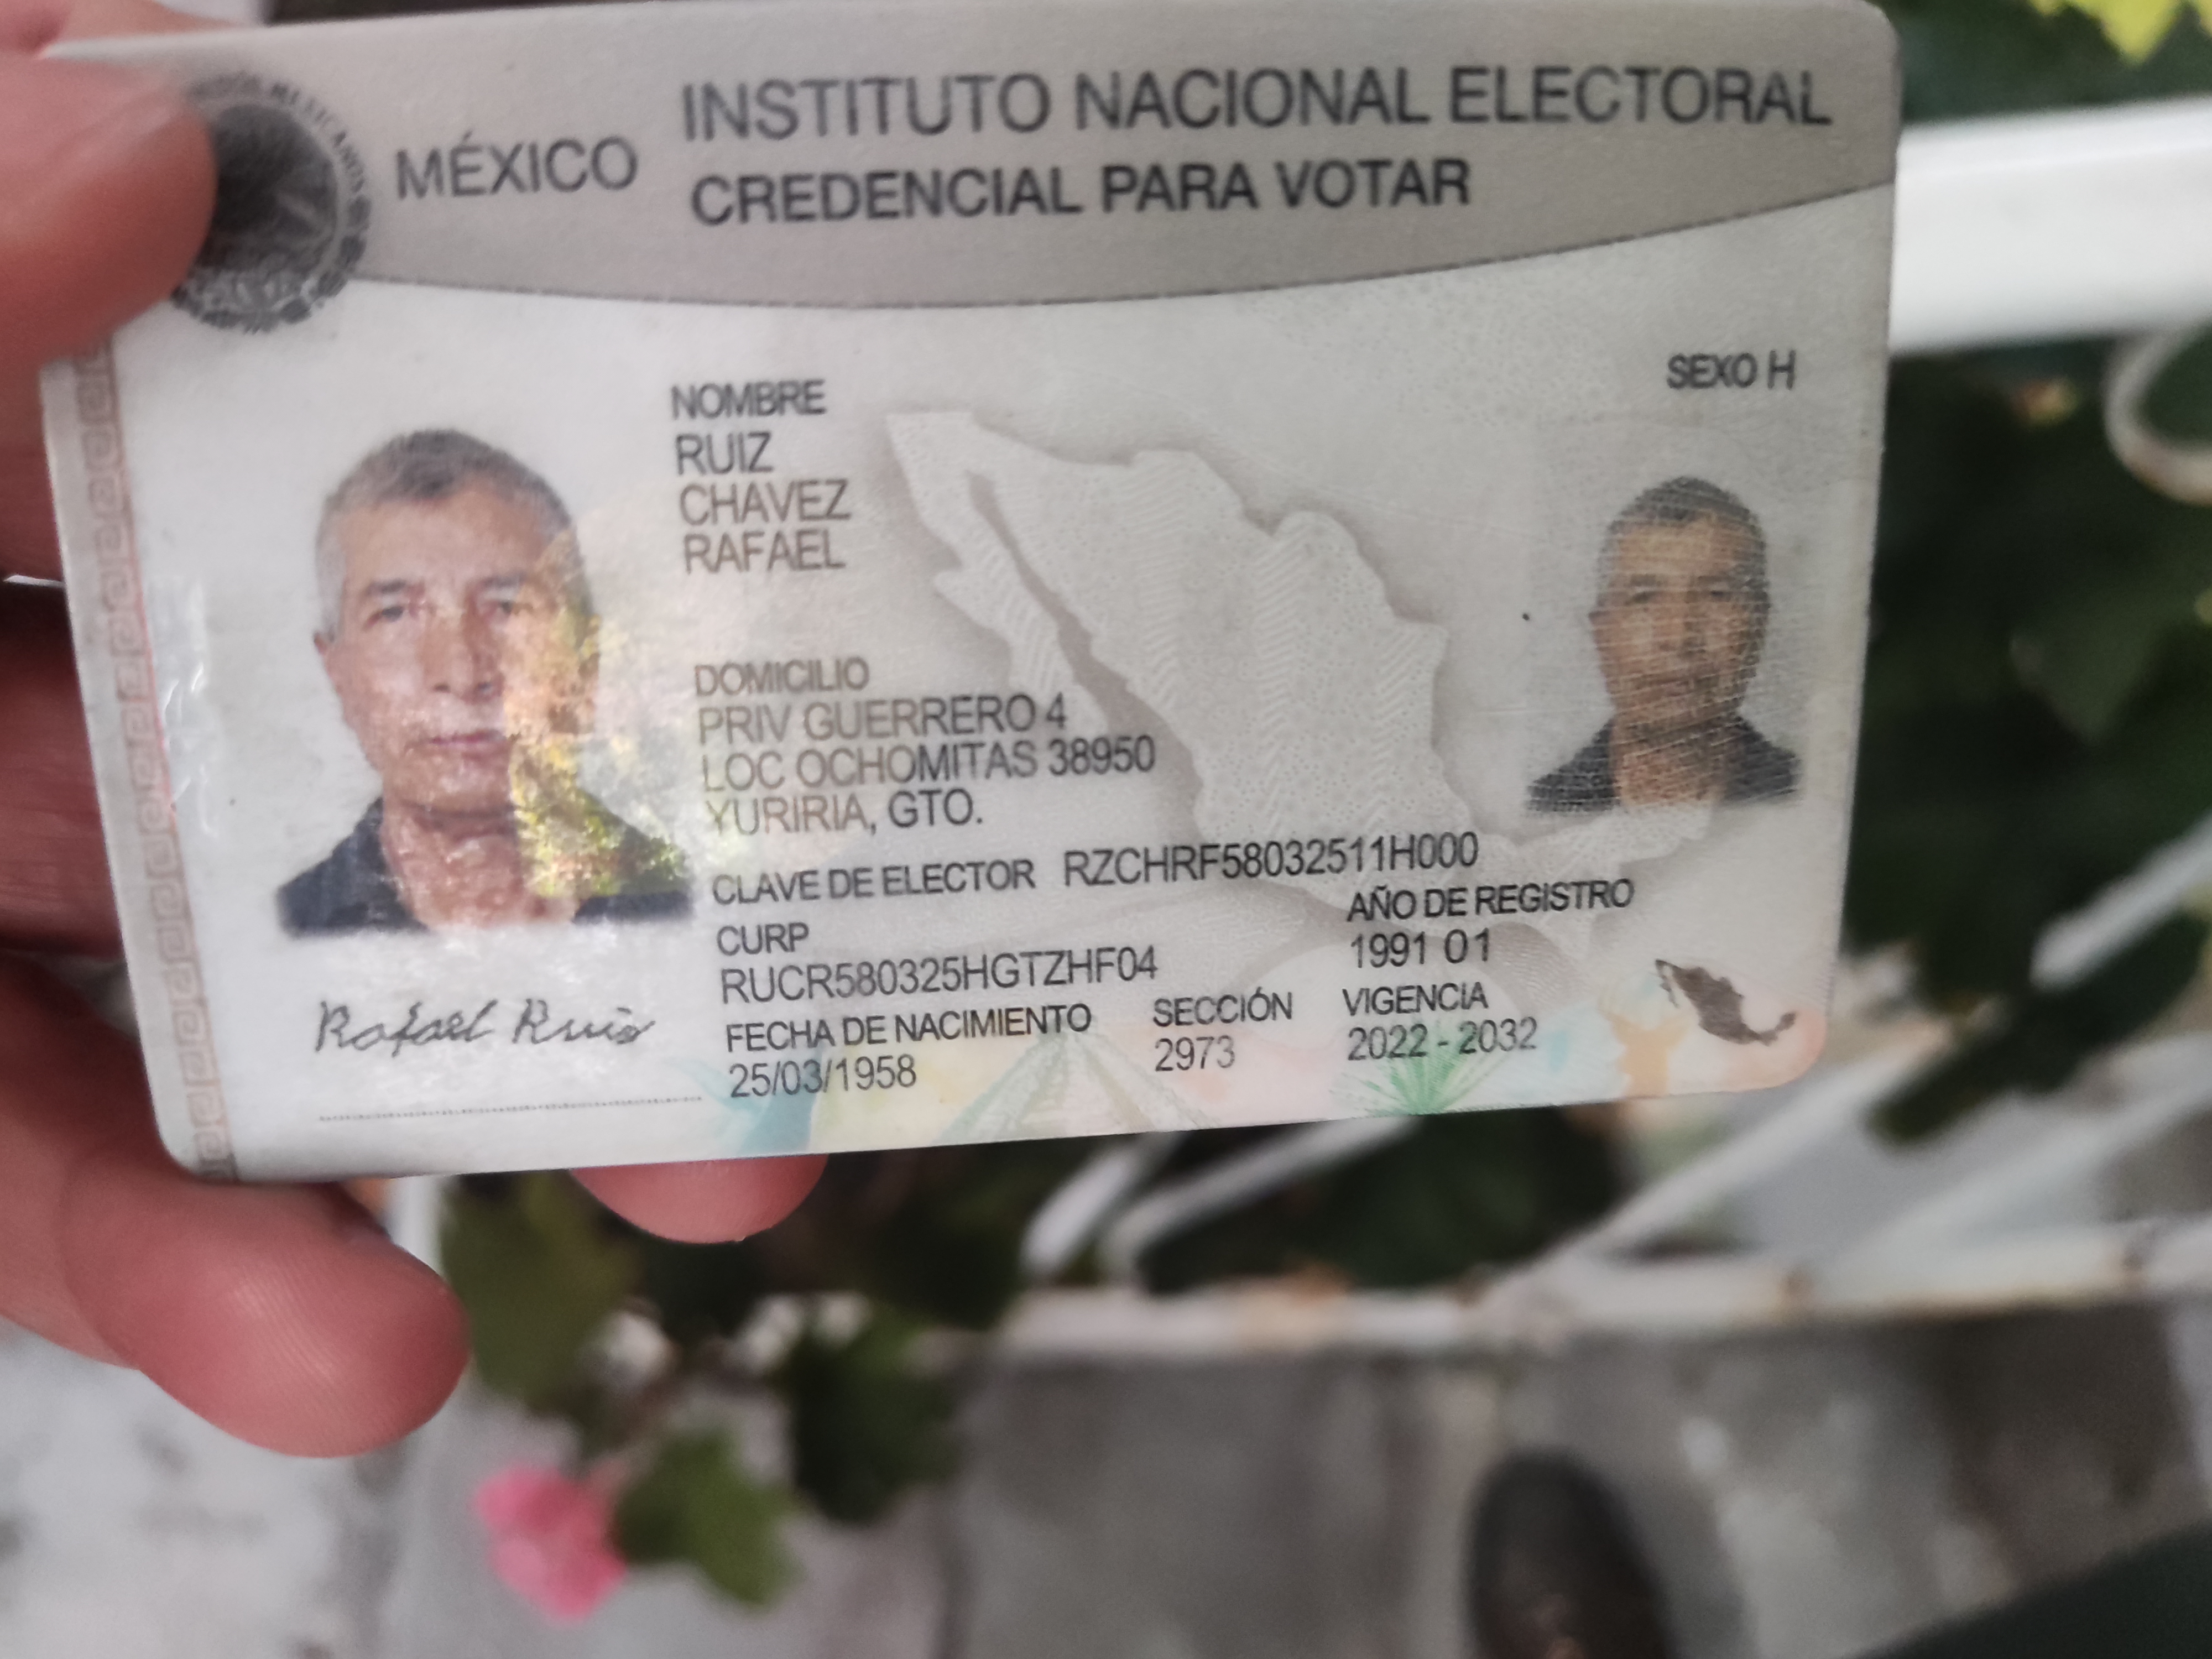 MÉXICO
INSTITUTO NACIONAL ELECTORAL
CREDENCIAL PARA VOTAR
SEXO H
NOMBRE
RUIZ
CHAVEZ
RAFAEL
DOMICILIO
PRIV GUERRERO 4
LOC OCHOMITAS 38950
YURIRIA, GTO.
CLAVE DE ELECTOR RZCHRF58032511H000
CURP
RUCR580325HGTZHF04
AÑO DE REGISTRO
1991 01
FECHA DE NACIMIENTO
25/03/1958
SECCIÓN
2973
VIGENCIA
2022 - 2032
Rafael Ruis